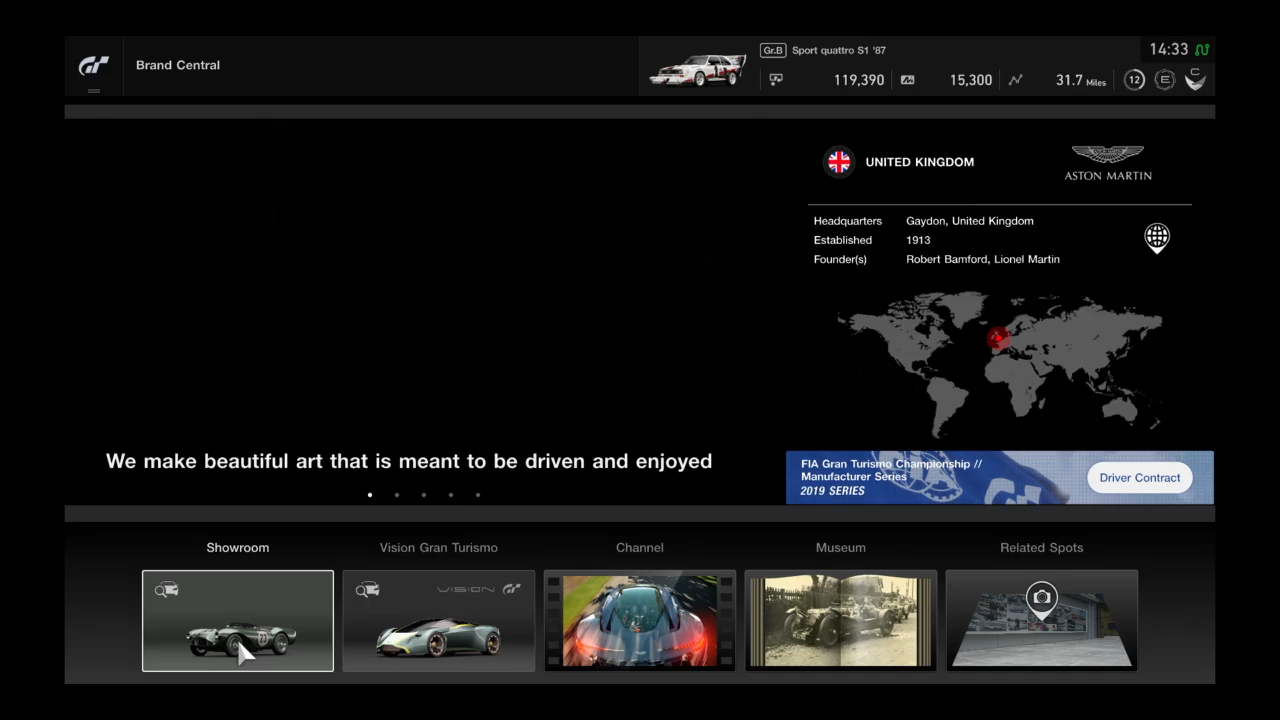 Brand Central
Gr.B Sport quattro S1 '87
14:33
119,390
15,300
31.7 Miles
12
E
C
UNITED KINGDOM
ASTON MARTIN
Headquarters Gaydon, United Kingdom
Established 1913
Founder(s) Robert Bamford, Lionel Martin
We make beautiful art that is meant to be driven and enjoyed
FIA Gran Turismo Championship //
Manufacturer Series
2019 SERIES
Driver Contract
Showroom
Vision Gran Turismo
Channel
Museum
Related Spots
VISION GT